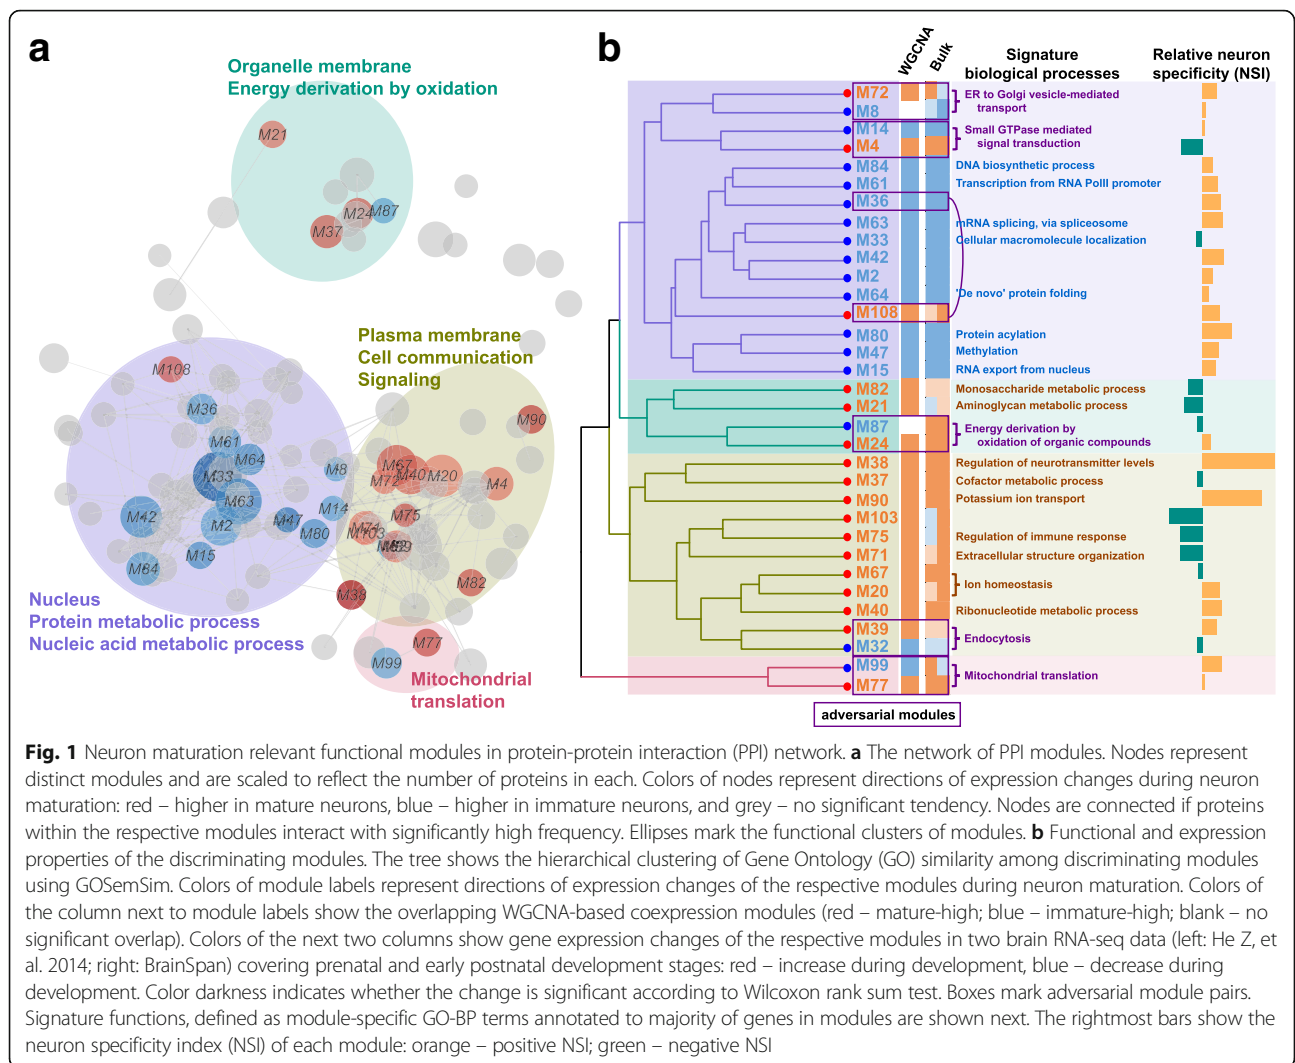 a
Organelle membrane
Energy derivation by oxidation
M21
M24
M87
M37
Plasma membrane
Cell communication
Signaling
M108
M36
M90
M61
M64
M8
M67
M72
M40
M20
M4
M33
M63
M14
M75
M42
M2
M47
M80
M71
M103
M15
M84
M82
M38
Nucleus
Protein metabolic process
Nucleic acid metabolic process
M77
M99
Mitochondrial
translation
b
WGCNA
Bulk
Signature
biological processes
Relative neuron
specificity (NSI)
M72
ER to Golgi vesicle-mediated
M8
transport
M14
Small GTPase mediated
M4
signal transduction
M84
DNA biosynthetic process
M61
Transcription from RNA PolII promoter
M36
M63
mRNA splicing, via spliceosome
M33
Cellular macromolecule localization
M42
M2
M64
'De novo' protein folding
M108
M80
Protein acylation
M47
Methylation
M15
RNA export from nucleus
M82
Monosaccharide metabolic process
M21
Aminoglycan metabolic process
M87
Energy derivation by
M24
oxidation of organic compounds
M38
Regulation of neurotransmitter levels
M37
Cofactor metabolic process
M90
Potassium ion transport
M103
M75
Regulation of immune response
M71
Extracellular structure organization
M67
Ion homeostasis
M20
M40
Ribonucleotide metabolic process
M39
Endocytosis
M32
M99
Mitochondrial translation
M77
adversarial modules
Fig. 1 Neuron maturation relevant functional modules in protein-protein interaction (PPI) network. a The network of PPI modules. Nodes represent
distinct modules and are scaled to reflect the number of proteins in each. Colors of nodes represent directions of expression changes during neuron
maturation: red – higher in mature neurons, blue – higher in immature neurons, and grey – no significant tendency. Nodes are connected if proteins
within the respective modules interact with significantly high frequency. Ellipses mark the functional clusters of modules. b Functional and expression
properties of the discriminating modules. The tree shows the hierarchical clustering of Gene Ontology (GO) similarity among discriminating modules
using GOSemSim. Colors of module labels represent directions of expression changes of the respective modules during neuron maturation. Colors of
the column next to module labels show the overlapping WGCNA-based coexpression modules (red – mature-high; blue – immature-high; blank – no
significant overlap). Colors of the next two columns show gene expression changes of the respective modules in two brain RNA-seq data (left: He Z, et
al. 2014; right: BrainSpan) covering prenatal and early postnatal development stages: red – increase during development, blue – decrease during
development. Color darkness indicates whether the change is significant according to Wilcoxon rank sum test. Boxes mark adversarial module pairs.
Signature functions, defined as module-specific GO-BP terms annotated to majority of genes in modules are shown next. The rightmost bars show the
neuron specificity index (NSI) of each module: orange – positive NSI; green – negative NSI